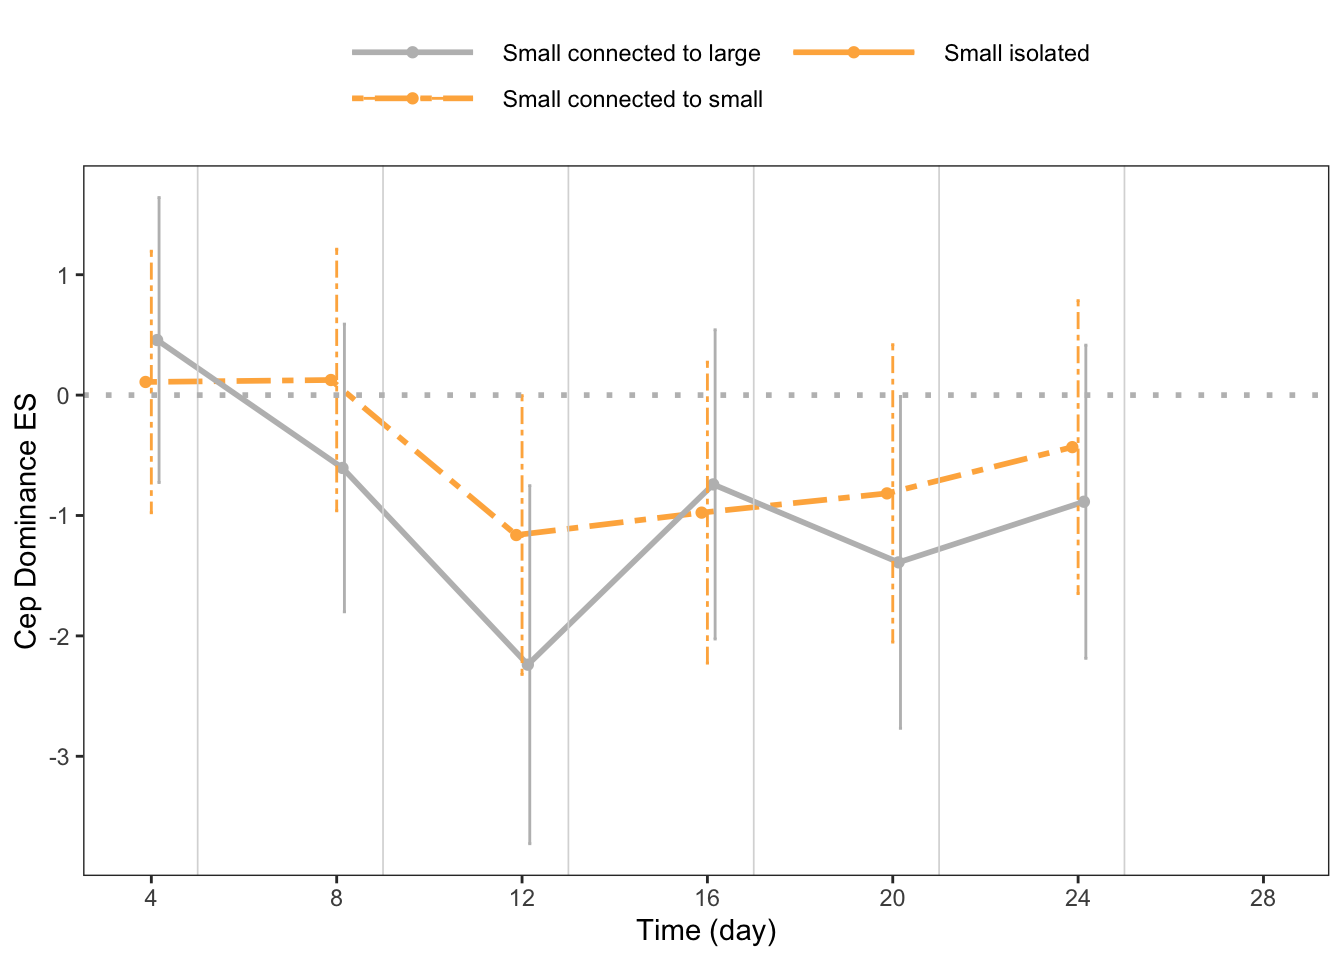 Small connected to large
Small isolated
Small connected to small
Cep Dominance ES
1
0
-1
-2
-3
4
8
12
16
20
24
28
Time (day)